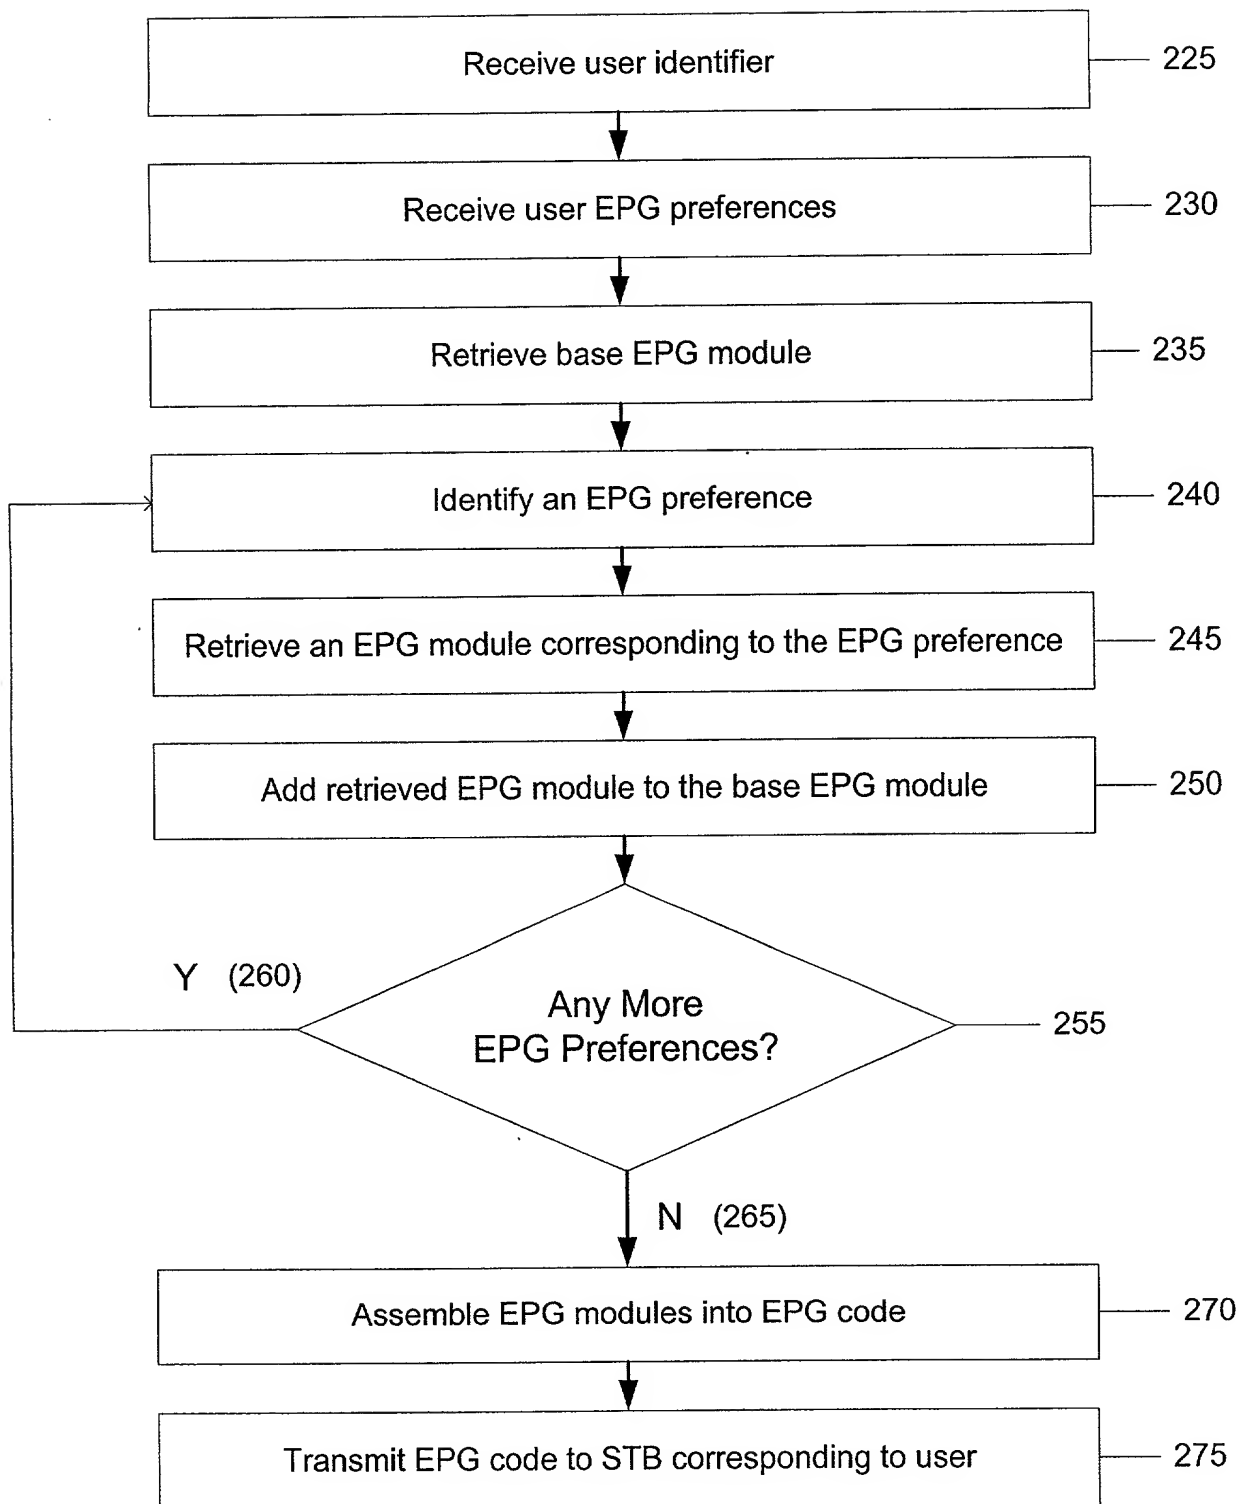 Receive user identifier
225
Receive user EPG preferences
230
Retrieve base EPG module
235
Identify an EPG preference
240
Retrieve an EPG module corresponding to the EPG preference
245
Add retrieved EPG module to the base EPG module
250
Y (260)
Any More
EPG Preferences?
255
N (265)
Assemble EPG modules into EPG code
270
Transmit EPG code to STB corresponding to user
275